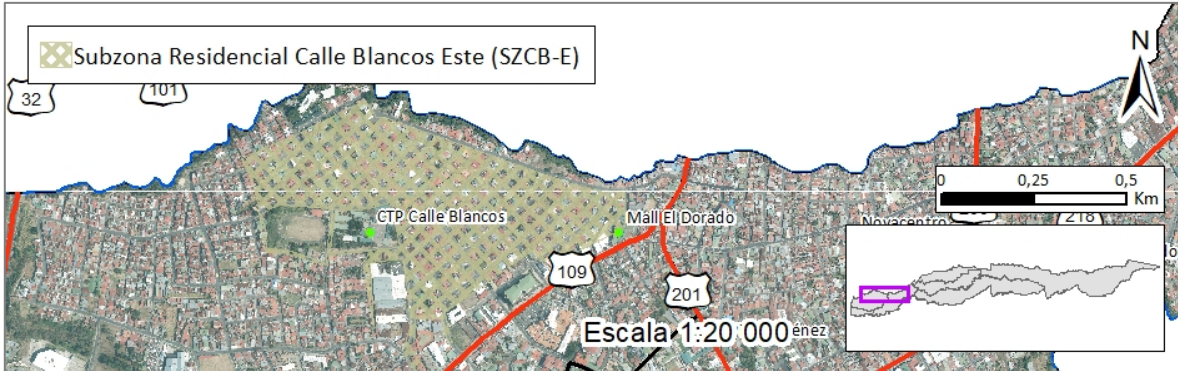 Subzona Residencial Calle Blancos Este (SZCB-E)
N
32
101
0 0,25 0,5
Km
CTP Calle Blancos
Mall El Dorado
Novacentro
218
109
201
Escala 1:20 000
énez